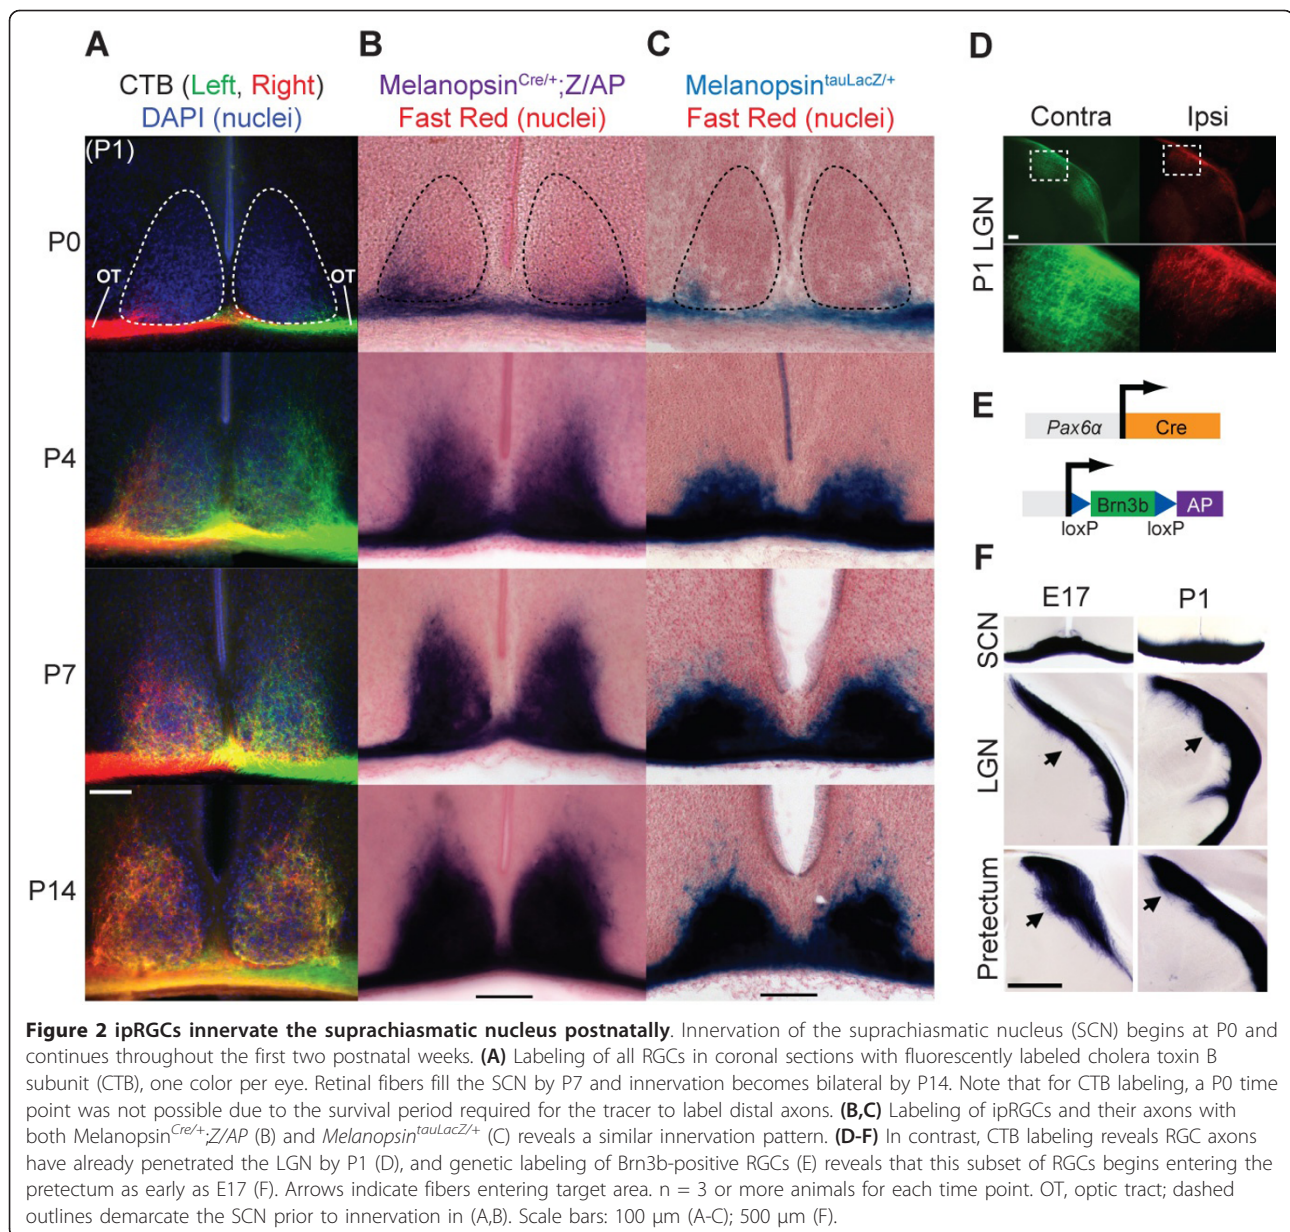 A
B
C
D
CTB (Left, Right)
DAPI (nuclei)
Melanopsin^Cre/+;Z/AP
Fast Red (nuclei)
Melanopsin^tauLacZ/+
Fast Red (nuclei)
Contra
Ipsi
P1 LGN
(P1)
P0
OT
OT
P4
P7
P14
E
Pax6α
Cre
Brn3b
AP
loxP
loxP
F
E17
P1
SCN
LGN
Pretectum
Figure 2 ipRGCs innervate the suprachiasmatic nucleus postnatally. Innervation of the suprachiasmatic nucleus (SCN) begins at P0 and
continues throughout the first two postnatal weeks. (A) Labeling of all RGCs in coronal sections with fluorescently labeled cholera toxin B
subunit (CTB), one color per eye. Retinal fibers fill the SCN by P7 and innervation becomes bilateral by P14. Note that for CTB labeling, a P0 time
point was not possible due to the survival period required for the tracer to label distal axons. (B,C) Labeling of ipRGCs and their axons with
both Melanopsin^Cre/+;Z/AP (B) and Melanopsin^tauLacZ/+ (C) reveals a similar innervation pattern. (D-F) In contrast, CTB labeling reveals RGC axons
have already penetrated the LGN by P1 (D), and genetic labeling of Brn3b-positive RGCs (E) reveals that this subset of RGCs begins entering the
pretectum as early as E17 (F). Arrows indicate fibers entering target area. n = 3 or more animals for each time point. OT, optic tract; dashed
outlines demarcate the SCN prior to innervation in (A,B). Scale bars: 100 μm (A-C); 500 μm (F).